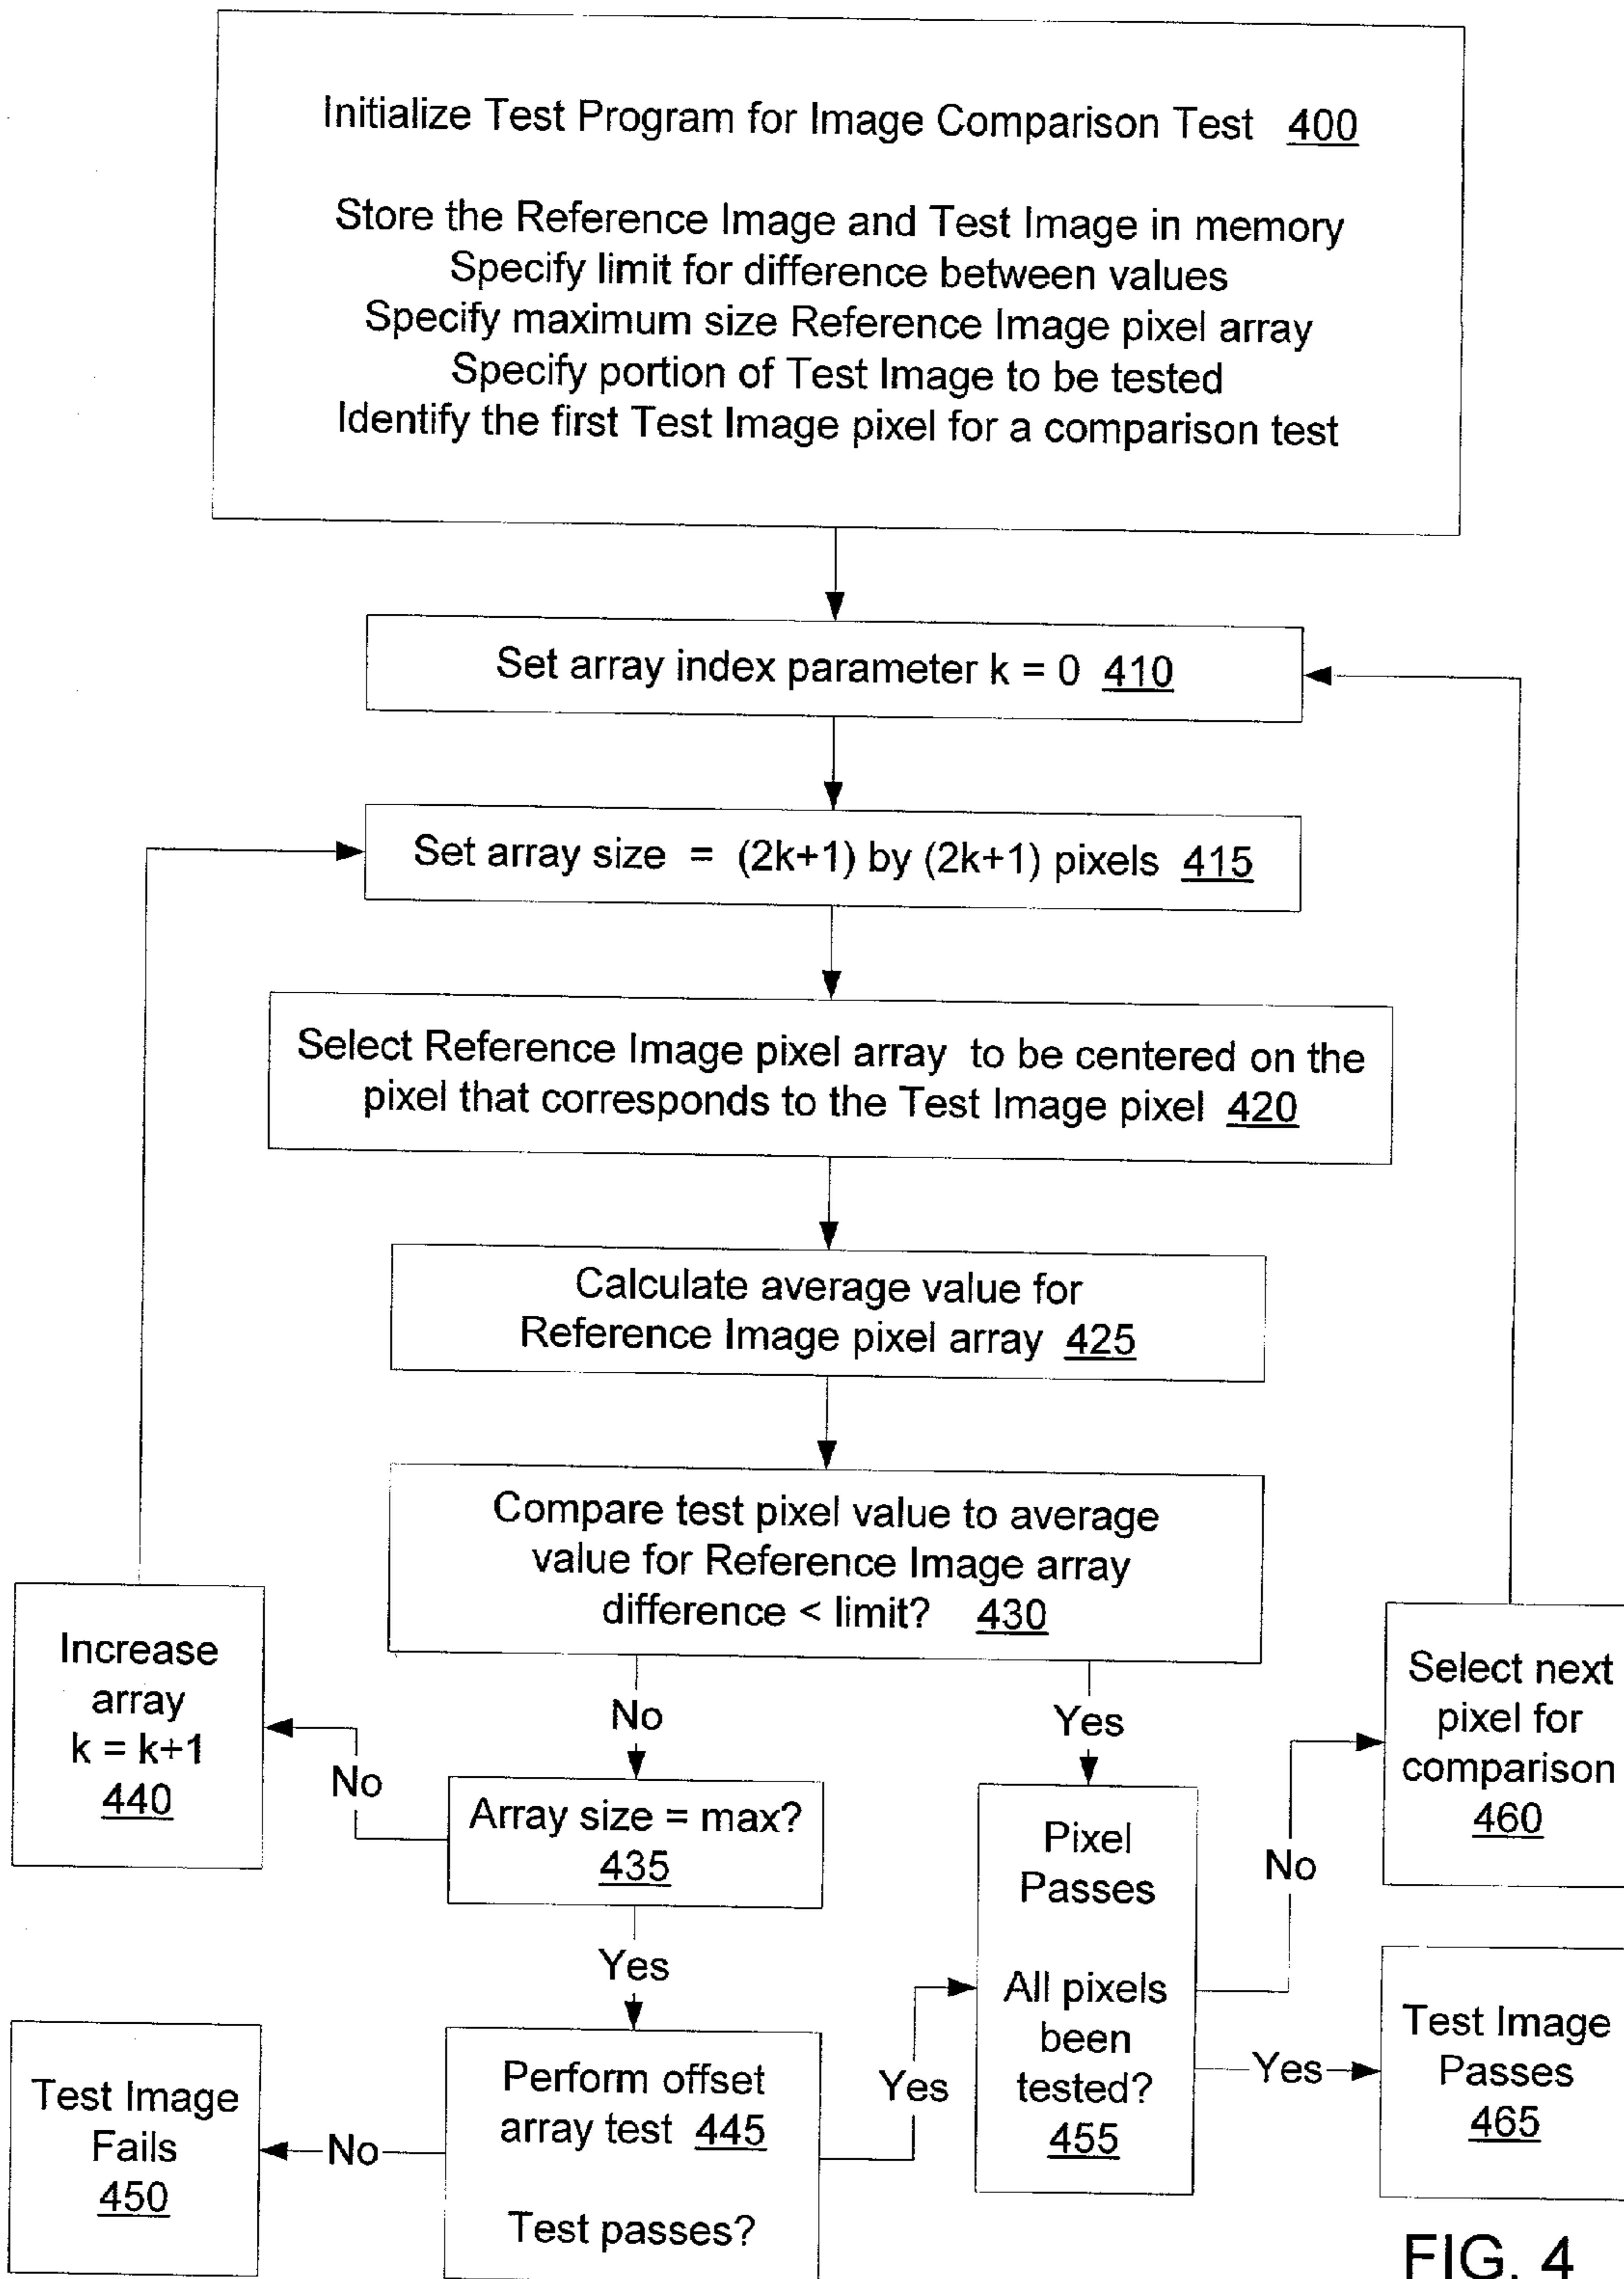 Initialize Test Program for Image Comparison Test 400
Store the Reference Image and Test Image in memory
Specify limit for difference between values
Specify maximum size Reference Image pixel array
Specify portion of Test Image to be tested
Identify the first Test Image pixel for a comparison test
Set array index parameter k = 0 410
Set array size = (2k+1) by (2k+1) pixels 415
Select Reference Image pixel array to be centered on the
pixel that corresponds to the Test Image pixel 420
Calculate average value for
Reference Image pixel array 425
Compare test pixel value to average
value for Reference Image array
difference < limit? 430
No
Yes
Increase
array
k = k+1
440
No
Array size = max?
435
Yes
Pixel
Passes
All pixels
been
tested?
455
No
Select next
pixel for
comparison
460
Yes
Test Image
Passes
465
Perform offset
array test 445
Test passes?
Yes
No
Test Image
Fails
450
FIG. 4